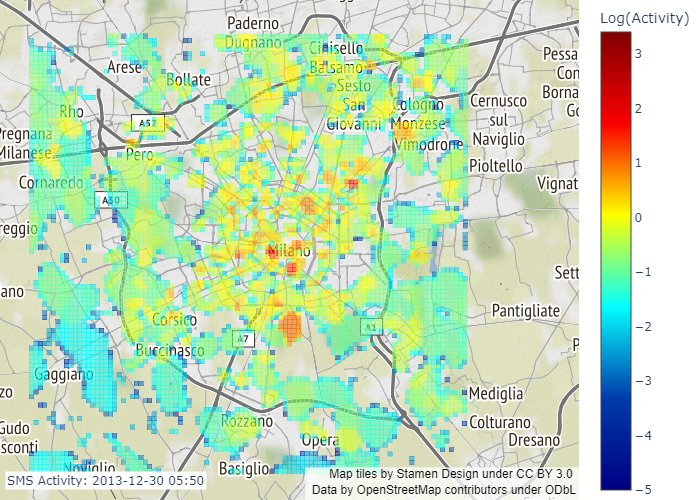 Log(Activity)
Paderno
Dugnano
Cinisello
Balsamo
Arese
Bollate
Sesto
San
Giovanni
Cologno
Monzese
Pessa
Con
Borna
Go
Cernusco
sul
Naviglio
Rho
A52
Pregnana
Milanese
Pero
Vimodrone
Pioltello
Cornaredo
A50
Vignat
reggio
Milano
Sett
ano
Pantigliate
Corsico
A7
A1
Buccinasco
P
Gaggiano
zo
Mediglia
Rozzano
Colturano
Gudo
sconti
Opera
Dresano
Noviglio
Basiglio
SMS Activity: 2013-12-30 05:50
Map tiles by Stamen Design under CC BY 3.0
Data by OpenStreetMap contributors under ODbL
3
2
1
0
−1
−2
−3
−4
−5